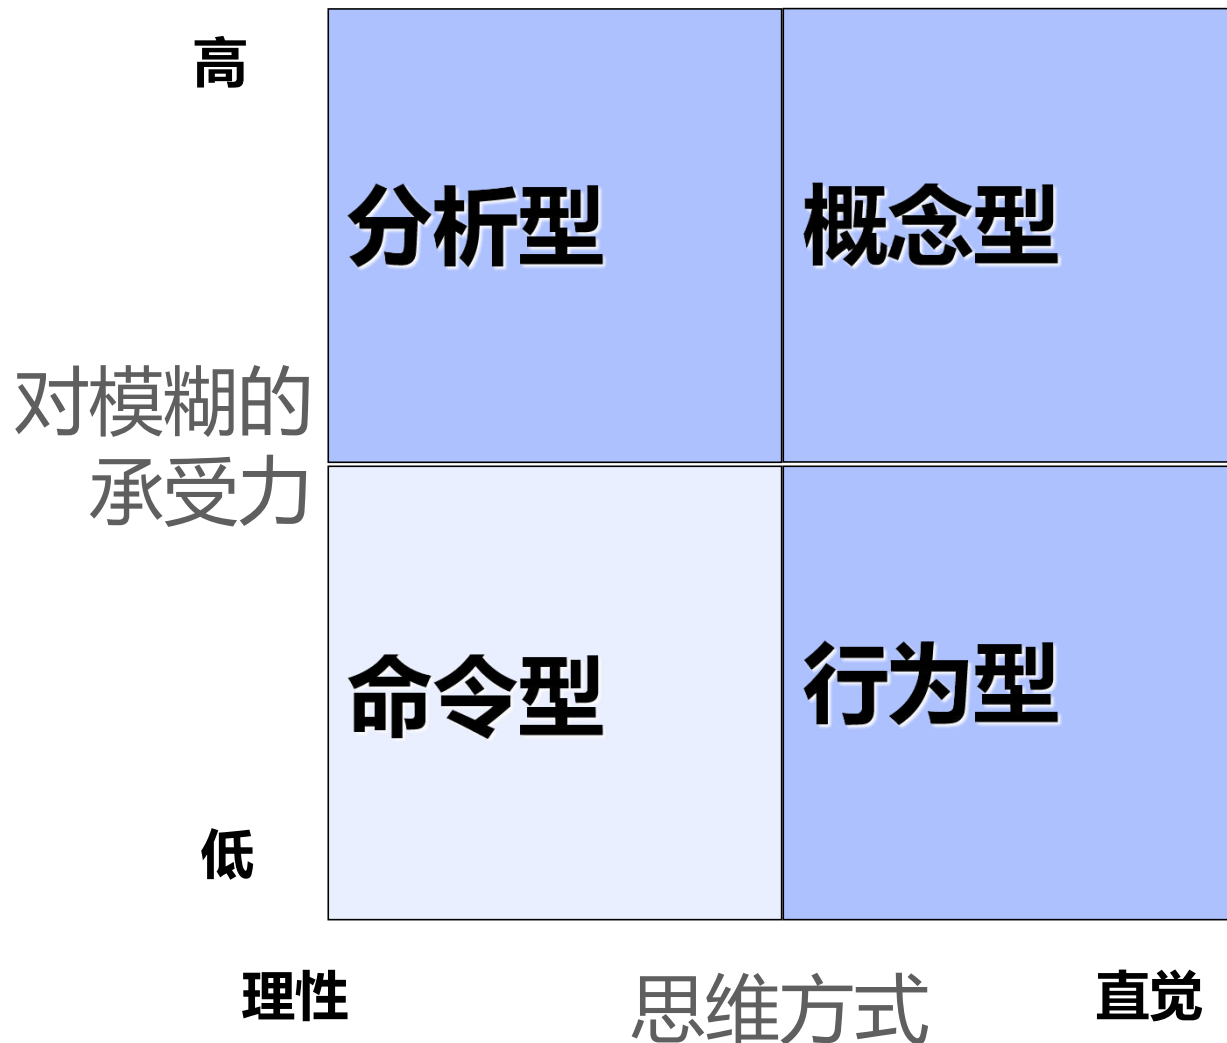 高
分析型
概念型
对模糊的
承受力
命令型
行为型
低
理性
思维方式
直觉